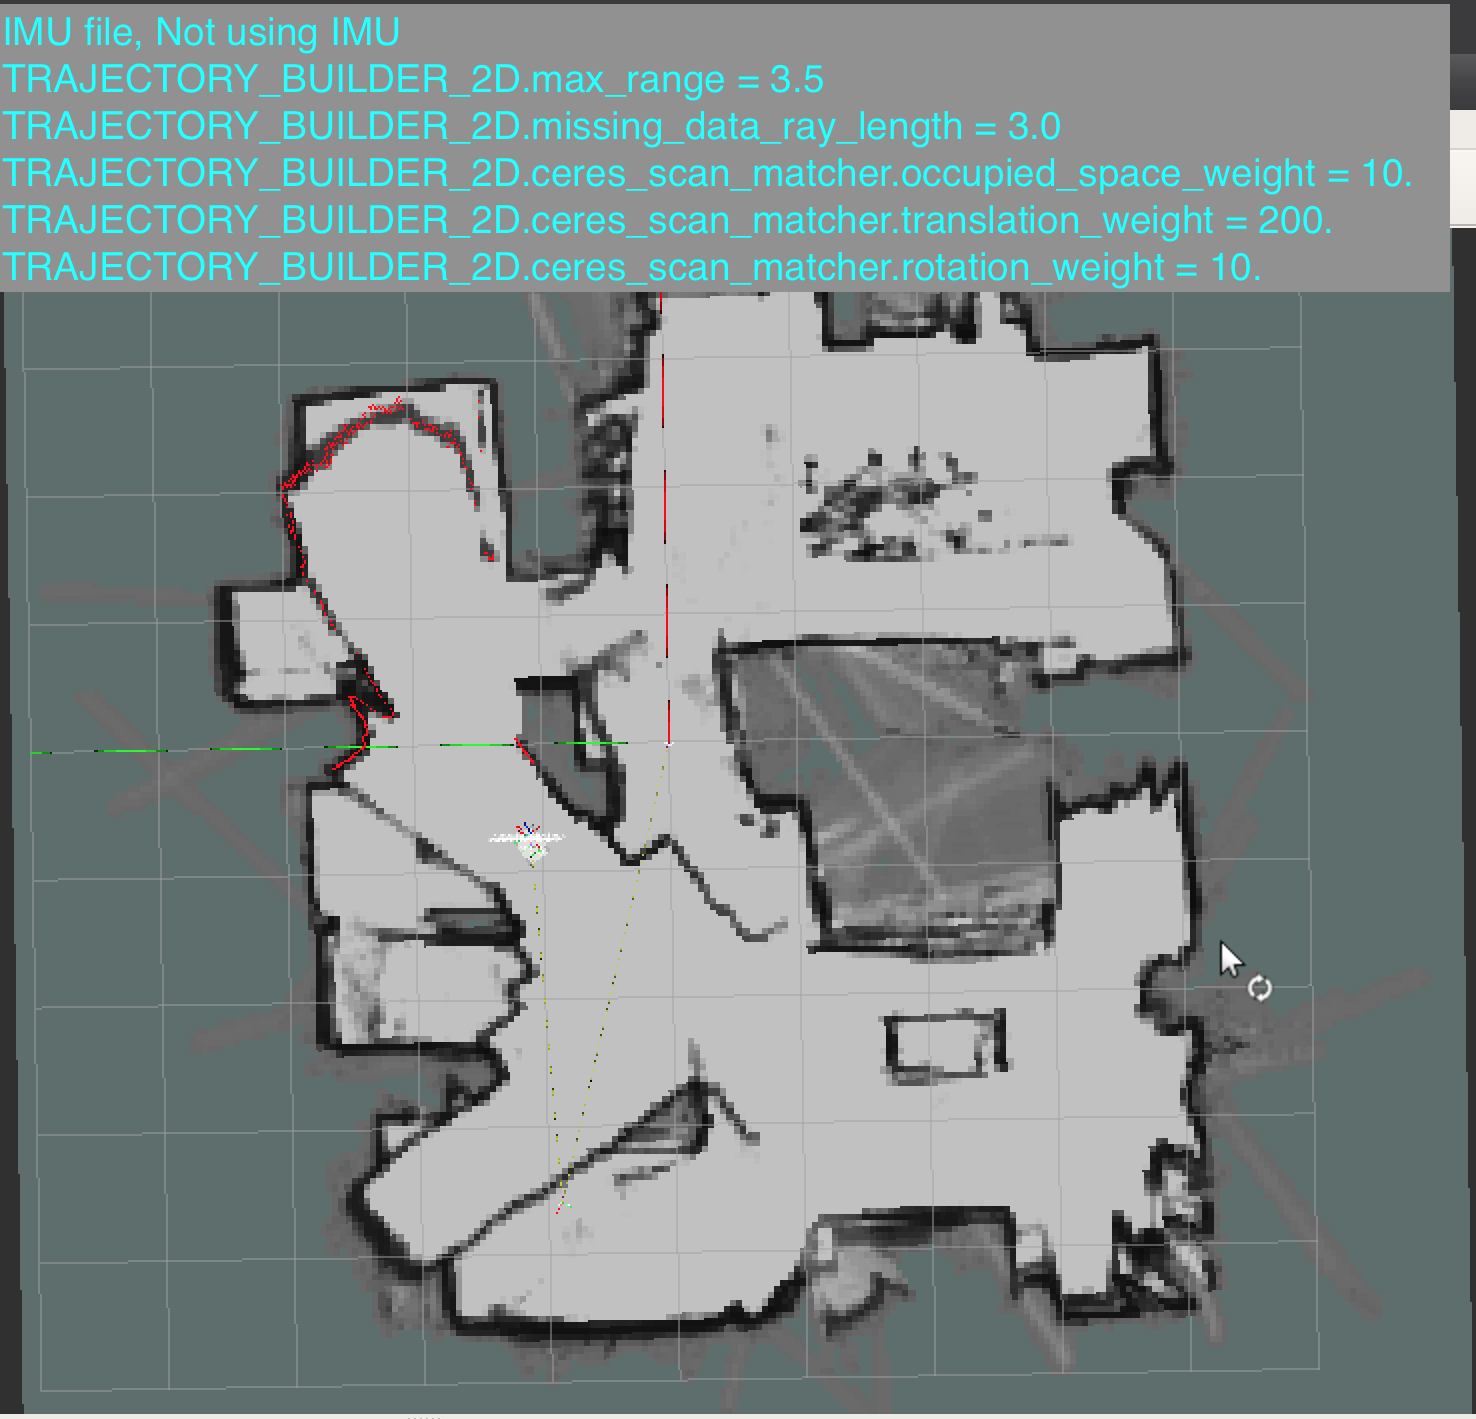 IMU file, Not using IMU
TRAJECTORY_BUILDER_2D.max_range = 3.5
TRAJECTORY_BUILDER_2D.missing_data_ray_length = 3.0
TRAJECTORY_BUILDER_2D.ceres_scan_matcher.occupied_space_weight = 10.
TRAJECTORY_BUILDER_2D.ceres_scan_matcher.translation_weight = 200.
TRAJECTORY_BUILDER_2D.ceres_scan_matcher.rotation_weight = 10.